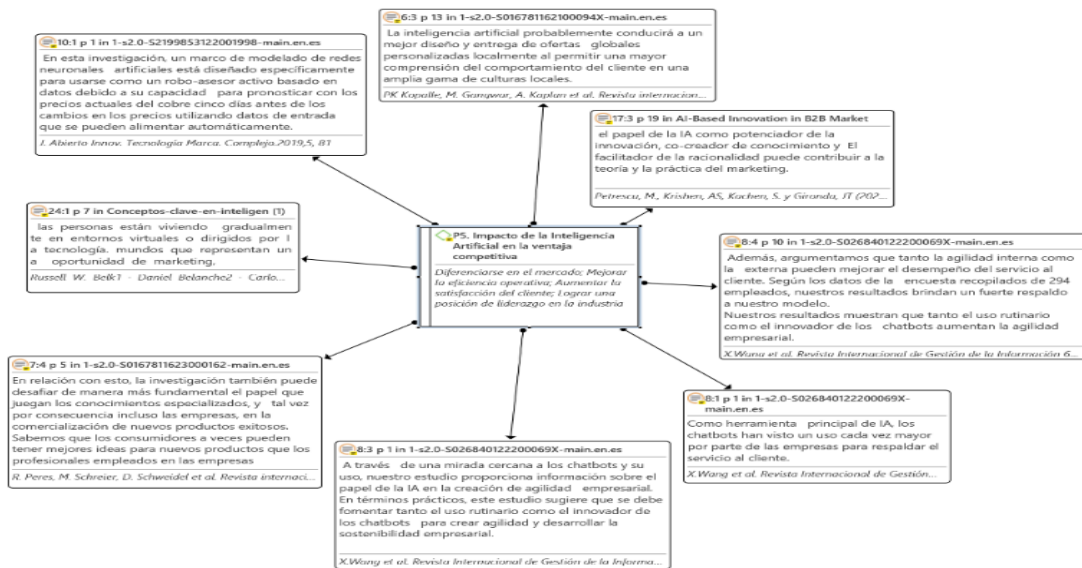 6:3 p 13 in 1-s2.0-S016781162100094X-main.en.es
La inteligencia artificial probablemente conducirá a un
mejor diseño y entrega de ofertas globales
personalizadas localmente al permitir una mayor
comprensión del comportamiento del cliente en una
amplia gama de culturas locales.
PK Kopalle, M. Gangwar, A. Kaplan et al. Revista internacion...
10:1 p 1 in 1-s2.0-S2199853122001998-main.en.es
En esta investigación, un marco de modelado de redes
neuronales artificiales está diseñado específicamente
para usarse como un robo-asesor activo basado en
datos debido a su capacidad para pronosticar con los
precios actuales del cobre cinco días antes de los
cambios en los precios utilizando datos de entrada
que se pueden alimentar automáticamente.
J. Abierto Innov. Tecnología Marca. Complejo.2019,5, 81
17:3 p 19 in AI-Based Innovation in B2B Market
el papel de la IA como potenciador de la
innovación, co-creador de conocimiento y El
facilitador de la racionalidad puede contribuir a la
teoría y la práctica del marketing.
Petrescu, M., Krishen, AS, Kachen, S. y Gironda, JT (202...
24:1 p 7 in Conceptos-clave-en-inteligen (1)
las personas están viviendo gradualmen
te en entornos virtuales o dirigidos por l
a tecnología. mundos que representan un
a oportunidad de marketing,
Russell W. Belk1 - Daniel Belanche2 - Carlo...
P5. Impacto de la Inteligencia
Artificial en la ventaja
competitiva
Diferenciarse en el mercado; Mejorar
la eficiencia operativa; Aumentar la
satisfacción del cliente; Lograr una
posición de liderazgo en la industria
8:4 p 10 in 1-s2.0-S026840122200069X-main.en.es
Además, argumentamos que tanto la agilidad interna como
la externa pueden mejorar el desempeño del servicio al
cliente. Según los datos de la encuesta recopilados de 294
empleados, nuestros resultados brindan un fuerte respaldo
a nuestro modelo.
Nuestros resultados muestran que tanto el uso rutinario
como el innovador de los chatbots aumentan la agilidad
empresarial.
X.Wang et al. Revista Internacional de Gestión de la Información 6...
7:4 p 5 in 1-s2.0-S0167811623000162-main.en.es
En relación con esto, la investigación también puede
desafiar de manera más fundamental el papel que
juegan los conocimientos especializados, y tal vez
por consecuencia incluso las empresas, en la
comercialización de nuevos productos exitosos.
Sabemos que los consumidores a veces pueden
tener mejores ideas para nuevos productos que los
profesionales empleados en las empresas
R. Peres, M. Schreier, D. Schweidel et al. Revista internaci...
8:1 p 1 in 1-s2.0-S026840122200069X-
main.en.es
Como herramienta principal de IA, los
chatbots han visto un uso cada vez mayor
por parte de las empresas para respaldar el
servicio al cliente.
X.Wang et al. Revista Internacional de Gestión...
8:3 p 1 in 1-s2.0-S026840122200069X-main.en.es
A través de una mirada cercana a los chatbots y su
uso, nuestro estudio proporciona información sobre el
papel de la IA en la creación de agilidad empresarial.
En términos prácticos, este estudio sugiere que se debe
fomentar tanto el uso rutinario como el innovador de
los chatbots para crear agilidad y desarrollar la
sostenibilidad empresarial.
X.Wang et al. Revista Internacional de Gestión de la Informa...